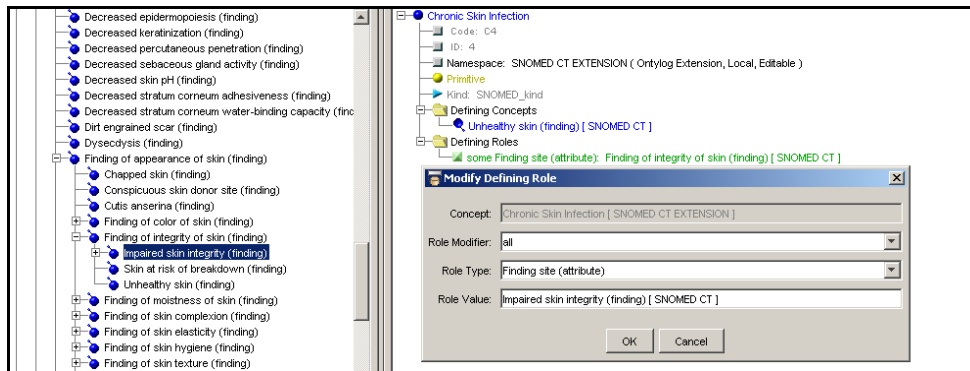 Decreased epidermopoiesis (finding)
Decreased keratinization (finding)
Decreased percutaneous penetration (finding)
Decreased sebaceous gland activity (finding)
Decreased skin pH (finding)
Decreased stratum corneum adhesiveness (finding)
Decreased stratum corneum water-binding capacity (finc
Dirt engrained scar (finding)
Dysecdysis (finding)
Finding of appearance of skin (finding)
Chapped skin (finding)
Conspicuous skin donor site (finding)
Cutis anserina (finding)
Finding of color of skin (finding)
Finding of integrity of skin (finding)
Impaired skin integrity (finding)
Skin at risk of breakdown (finding)
Unhealthy skin (finding)
Finding of moistness of skin (finding)
Finding of skin complexion (finding)
Finding of skin elasticity (finding)
Finding of skin hygiene (finding)
Finding of skin texture (finding)
Chronic Skin Infection
Code: C4
ID: 4
Namespace: SNOMED CT EXTENSION ( Ontylog Extension, Local, Editable )
Primitive
Kind: SNOMED_kind
Defining Concepts
Unhealthy skin (finding) [ SNOMED CT ]
Defining Roles
some Finding site (attribute): Finding of integrity of skin (finding) [ SNOMED CT ]
Modify Defining Role
Concept: Chronic Skin Infection [ SNOMED CT EXTENSION ]
Role Modifier: all
Role Type: Finding site (attribute)
Role Value: Impaired skin integrity (finding) [ SNOMED CT ]
OK Cancel